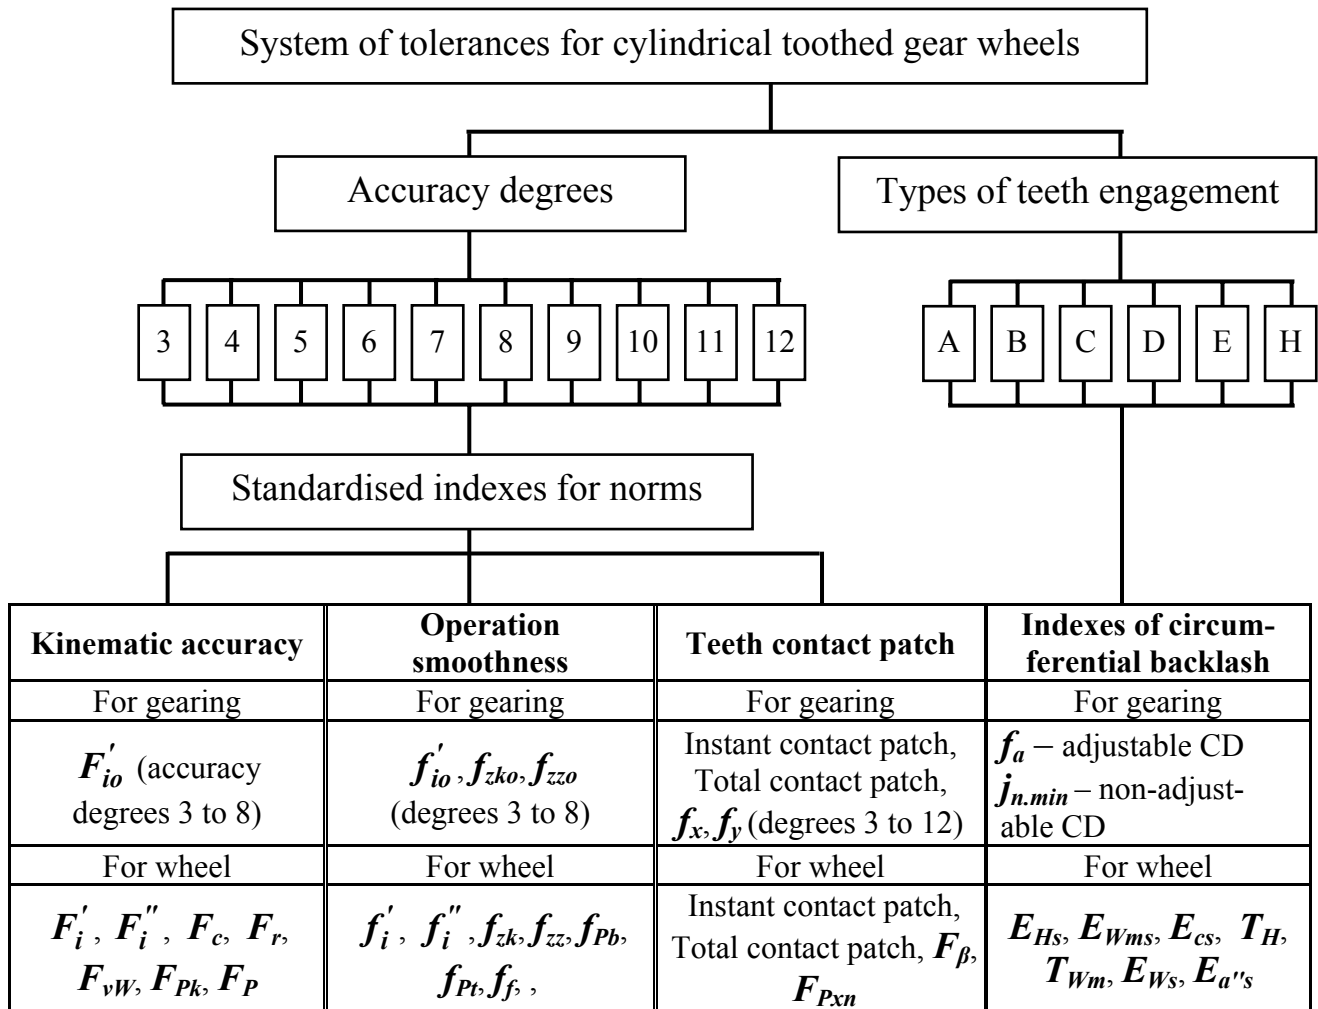 System of tolerances for cylindrical toothed gear wheels
Accuracy degrees
Types of teeth engagement
3 4 5 6 7 8 9 10 11 12
A B C D E H
Standardised indexes for norms
Kinematic accuracy
Operation
smoothness
Teeth contact patch
Indexes of circum-
ferential backlash
For gearing
For gearing
For gearing
For gearing
F'io (accuracy
degrees 3 to 8)
f'io, fzko, fzzo
(degrees 3 to 8)
Instant contact patch,
Total contact patch,
fx, fy (degrees 3 to 12)
fa – adjustable CD
jn.min – non-adjust-
able CD
For wheel
For wheel
For wheel
For wheel
F'i, F''i, Fc, Fr,
FvW, FPk, FP
f'i, f''i, fzk, fzz, fPb,
fPt, ff, ,
Instant contact patch,
Total contact patch, Fβ,
FPxn
EHs, EWms, Ecs, TH,
TWm, EWs, Ea''s